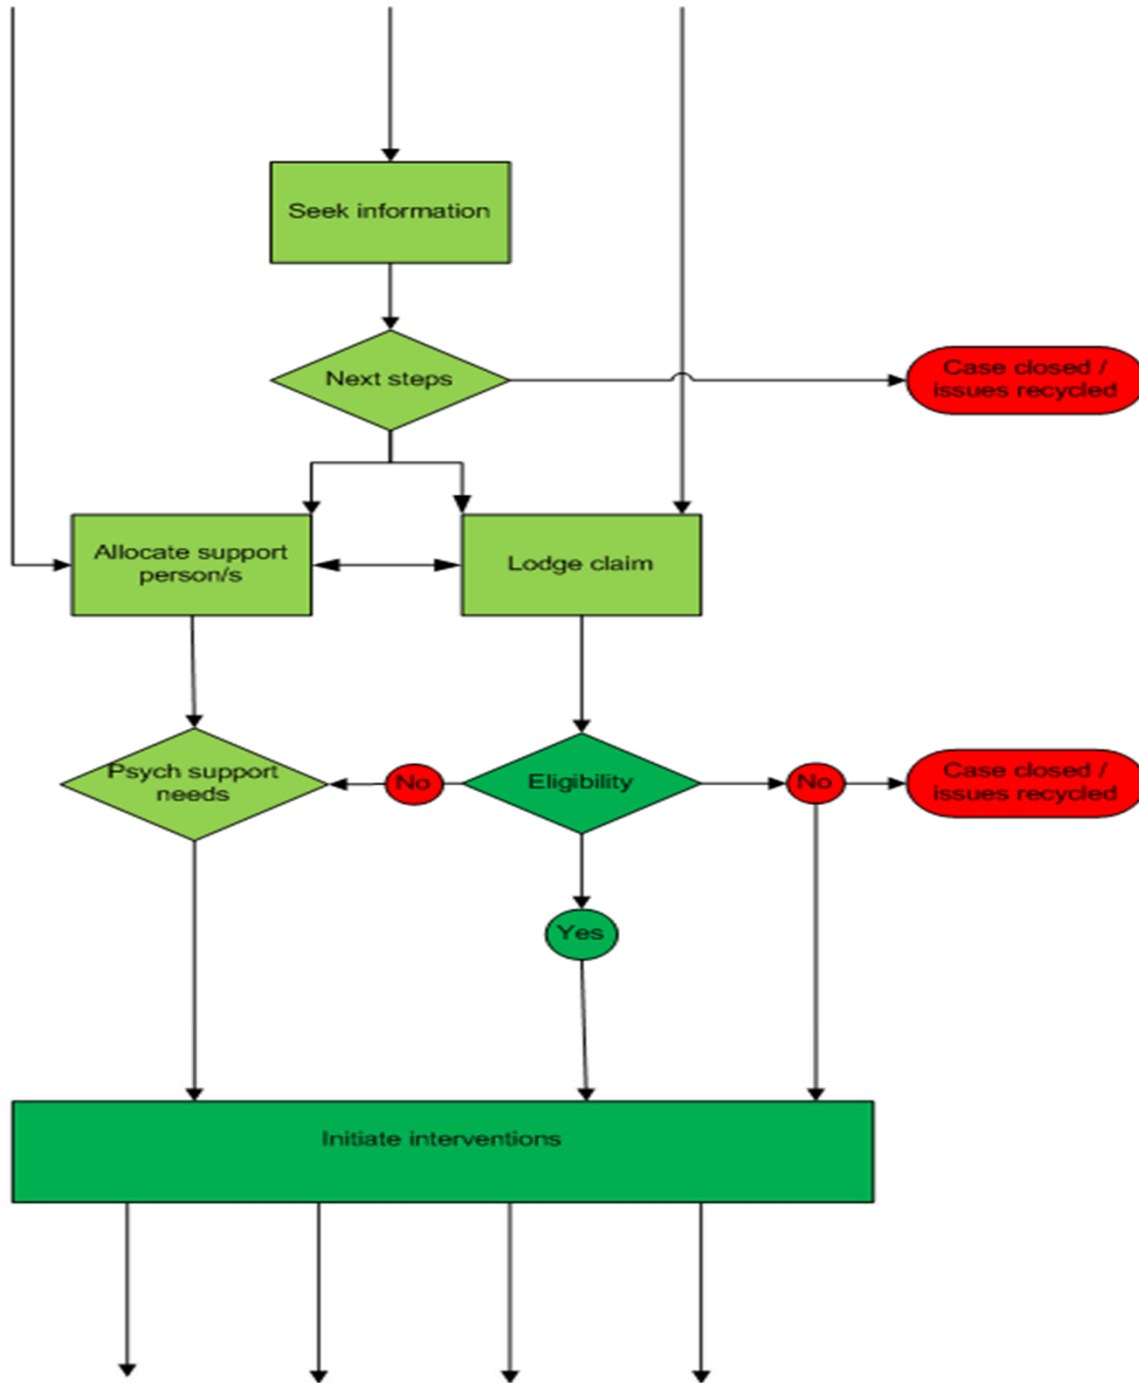 Seek information
Next steps
Case closed /
issues recycled
Allocate support
person/s
Lodge claim
Psych support
needs
No
Eligibility
No
Case closed /
issues recycled
Yes
Initiate interventions